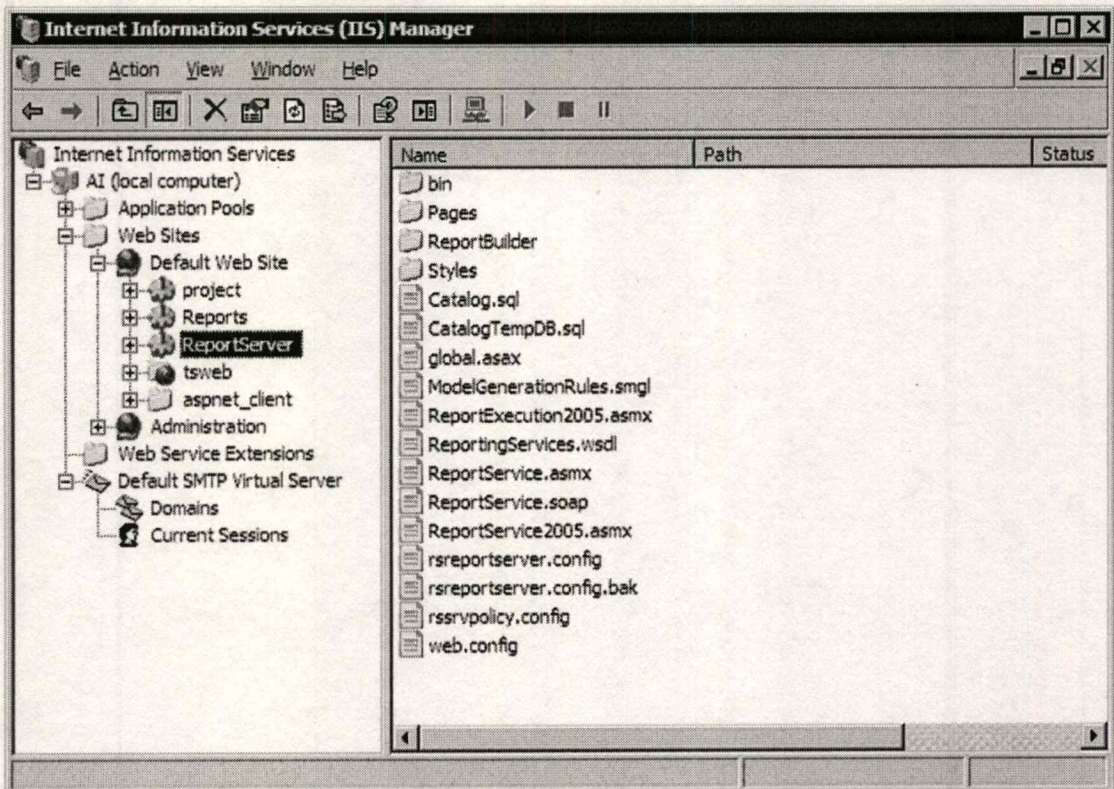 Internet Information Services (IIS) Manager
File Action View Window Help
Internet Information Services
AI (local computer)
Application Pools
Web Sites
Default Web Site
project
Reports
ReportServer
tsweb
aspnet_client
Administration
Web Service Extensions
Default SMTP Virtual Server
Domains
Current Sessions
Name Path Status
bin
Pages
ReportBuilder
Styles
Catalog.sql
CatalogTempDB.sql
global.asax
ModelGenerationRules.smgl
ReportExecution2005.asmx
ReportingServices.wsdl
ReportService.asmx
ReportService.soap
ReportService2005.asmx
rsreportserver.config
rsreportserver.config.bak
rssrvpolicy.config
web.config